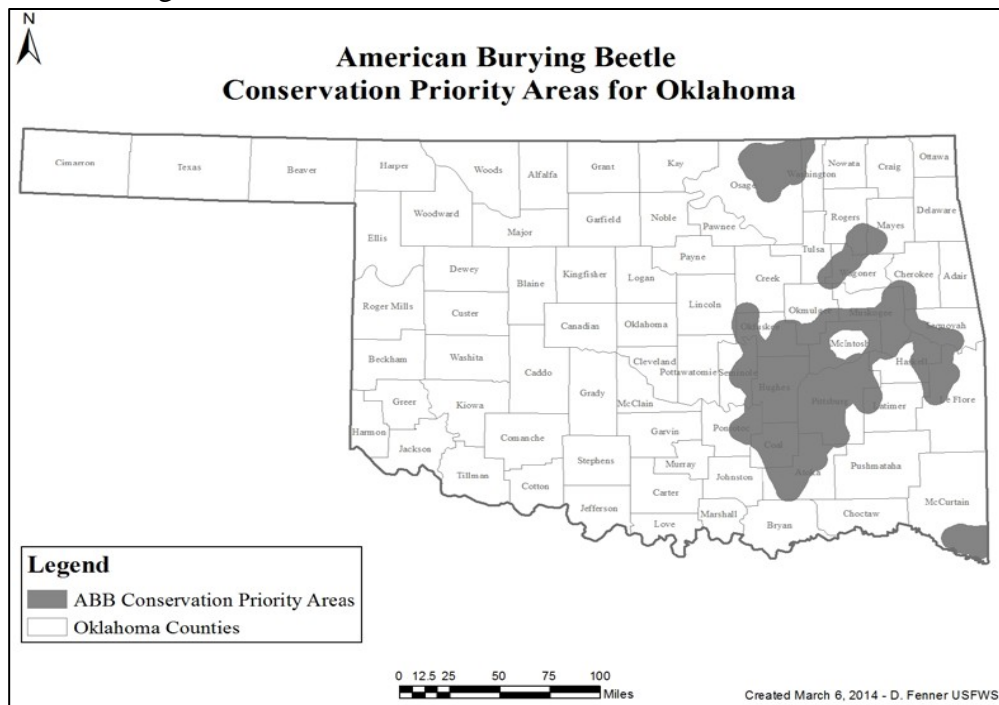 N
American Burying Beetle
Conservation Priority Areas for Oklahoma
Cimarron Texas Beaver Harper Woods Alfalfa Grant Kay Osage Washington Nowata Craig Ottawa
Woodward Major Garfield Noble Pawnee Rogers Mayes Delaware
Ellis Tulsa
Dewey Blaine Kingfisher Logan Payne Creek Wagoner Cherokee Adair
Roger Mills Custer Canadian Oklahoma Lincoln Okfuskee Okmulgee Muskogee Sequoyah
Beckham Washita Caddo Grady Cleveland Pottawatomie Seminole Hughes McIntosh Haskell
Greer Kiowa McClain Pittsburg Latimer Le Flore
Harmon Jackson Comanche Garvin Pontotoc Coal
Tillman Cotton Stephens Murray Johnston Atoka Pushmataha
Jefferson Carter Love Marshall Bryan Choctaw McCurtain
Legend
ABB Conservation Priority Areas
Oklahoma Counties
0 12.5 25 50 75 100
Miles
Created March 6, 2014 - D. Fenner USFWS